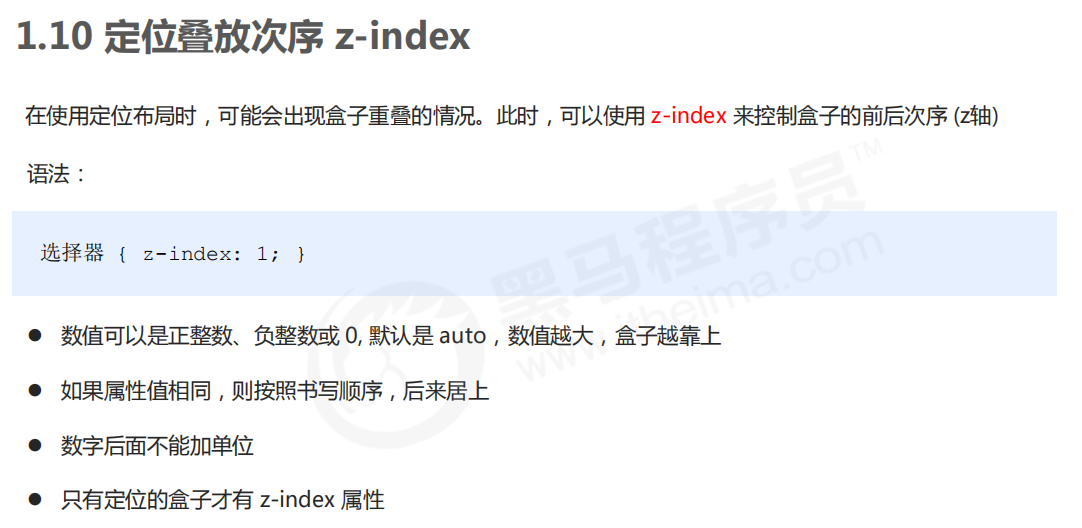 1.10 定位叠放次序 z-index
在使用定位布局时，可能会出现盒子重叠的情况。此时，可以使用 z-index 来控制盒子的前后次序 (z轴)
语法：
选择器 { z-index: 1; }
● 数值可以是正整数、负整数或 0, 默认是 auto，数值越大，盒子越靠上
● 如果属性值相同，则按照书写顺序，后来居上
● 数字后面不能加单位
● 只有定位的盒子才有 z-index 属性
黑马程序员™
www.itheima.com